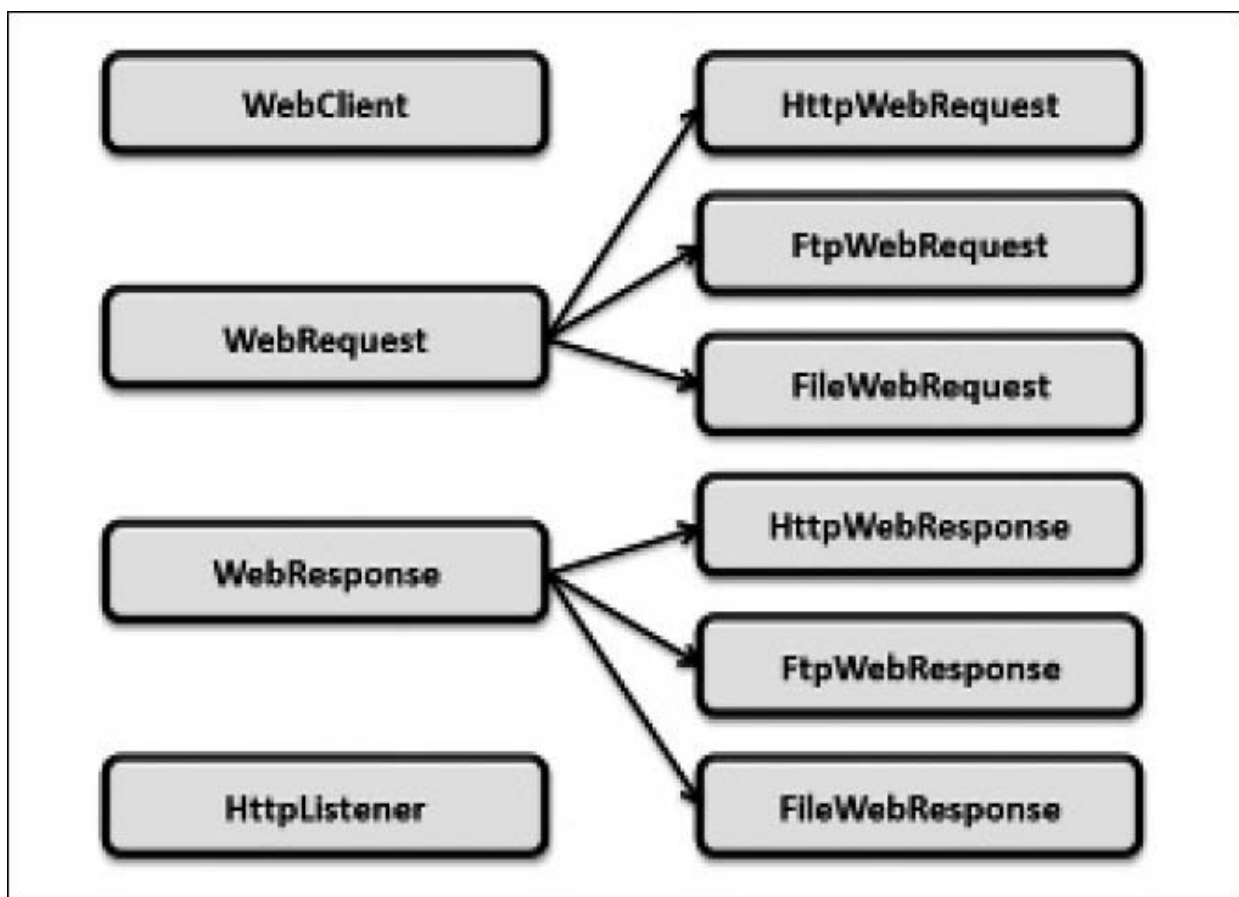 WebClient
WebRequest
WebResponse
HttpListener
HttpWebRequest
FtpWebRequest
FileWebRequest
HttpWebResponse
FtpWebResponse
FileWebResponse